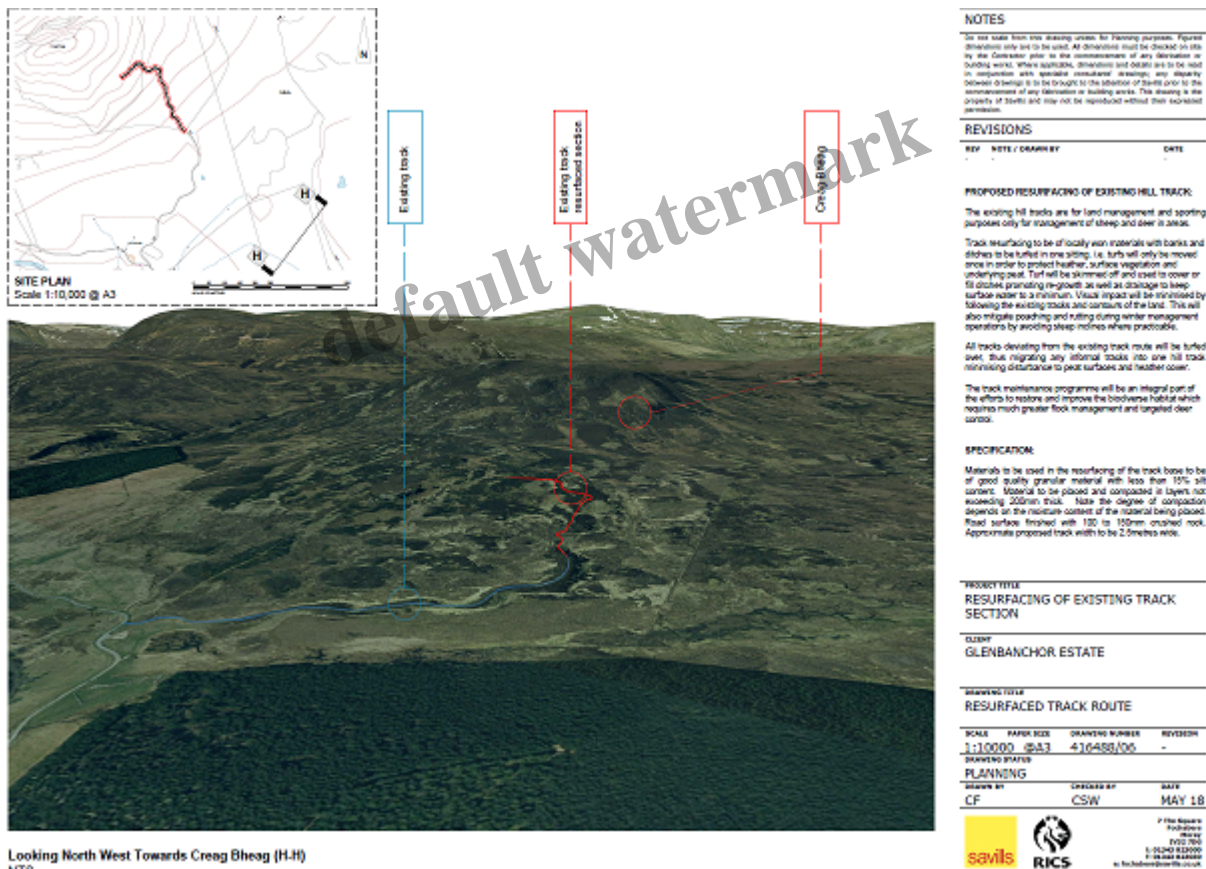 N
H
H
SITE PLAN
Scale 1:10,000 @ A3
Existing track
Existing track
resurfaced section
Creag Bheag
default watermark
Looking North West Towards Creag Bheag (H-H)
NTS
NOTES
Do not scale from this drawing unless for Planning purposes. Figured
dimensions only are to be used. All dimensions must be checked on site
by the Contractor prior to the commencement of any fabrication or
building works. Where applicable, dimensions and details are to be read
in conjunction with specialist consultants' drawings; any disparity
between drawings is to be brought to the attention of Savills prior to the
commencement of any fabrication or building works. This drawing is the
property of Savills and may not be reproduced without their expressed
permission.
REVISIONS
REV NOTE / DRAWN BY DATE
- - -
PROPOSED RESURFACING OF EXISTING HILL TRACK:
The existing hill tracks are for land management and sporting
purposes only for management of sheep and deer in areas.
Track resurfacing to be of locally won materials with banks and
ditches to be turfed in one sitting, i.e. turfs will only be moved
once in order to protect heather, surface vegetation and
underlying peat. Turf will be skimmed off and used to cover or
fill ditches promoting re-growth as well as drainage to keep
surface water to a minimum. Visual impact will be minimised by
following the existing tracks and contours of the land. This will
also mitigate poaching and rutting during winter management
operations by avoiding steep inclines where practicable.
All tracks deviating from the existing track route will be turfed
over, thus migrating any informal tracks into one hill track
minimising disturbance to peat surfaces and heather cover.
The track maintenance programme will be an integral part of
the efforts to restore and improve the biodiverse habitat which
requires much greater flock management and targeted deer
control.
SPECIFICATION:
Materials to be used in the resurfacing of the track base to be
of good quality granular material with less than 15% silt
content. Material to be placed and compacted in layers not
exceeding 200mm thick. Note the degree of compaction
depends on the moisture content of the material being placed.
Road surface finished with 100 to 150mm crushed rock.
Approximate proposed track width to be 2.5metres wide.
PROJECT TITLE
RESURFACING OF EXISTING TRACK
SECTION
CLIENT
GLENBANCHOR ESTATE
DRAWING TITLE
RESURFACED TRACK ROUTE
SCALE PAPER SIZE DRAWING NUMBER REVISION
1:10000 @A3 416488/06 -
DRAWING STATUS
PLANNING
DRAWN BY CHECKED BY DATE
CF CSW MAY 18
savills
RICS
7 The Square
Fochabers
Moray